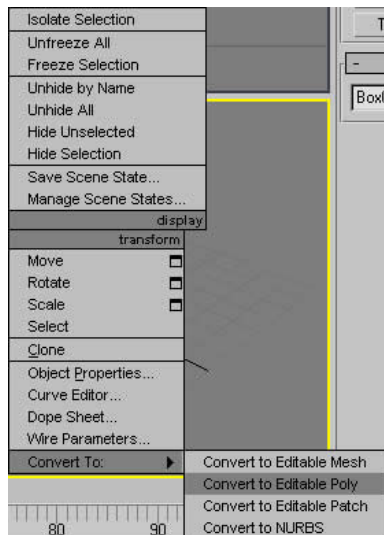 Isolate Selection
Unfreeze All
Freeze Selection
Unhide by Name
Unhide All
Hide Unselected
Hide Selection
Save Scene State...
Manage Scene States...
display
transform
Move
Rotate
Scale
Select
Clone
Object Properties...
Curve Editor...
Dope Sheet...
Wire Parameters...
Convert To:
Convert to Editable Mesh
Convert to Editable Poly
Convert to Editable Patch
Convert to NURBS
80 90
T
-
Box